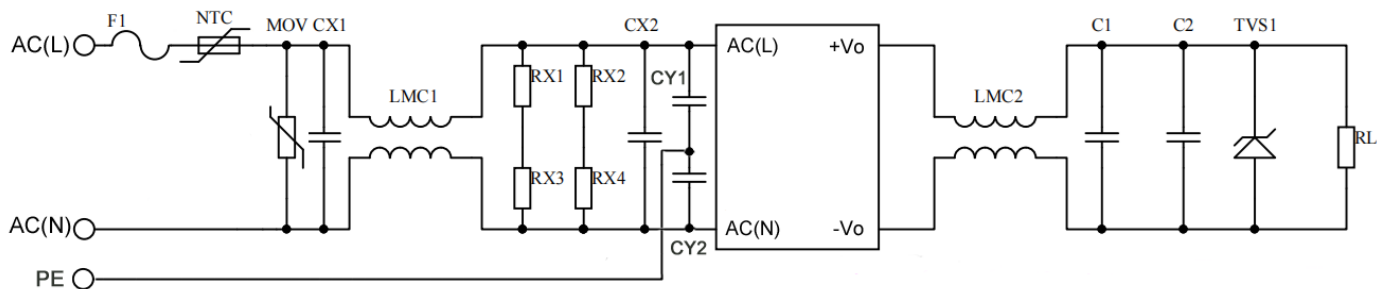 F1
NTC
MOV CX1
CX2
C1
C2
TVS1
AC(L)
AC(L)
+Vo
CY1
RX1
RX2
LMC1
LMC2
RL
RX3
RX4
AC(N)
AC(N)
-Vo
CY2
PE